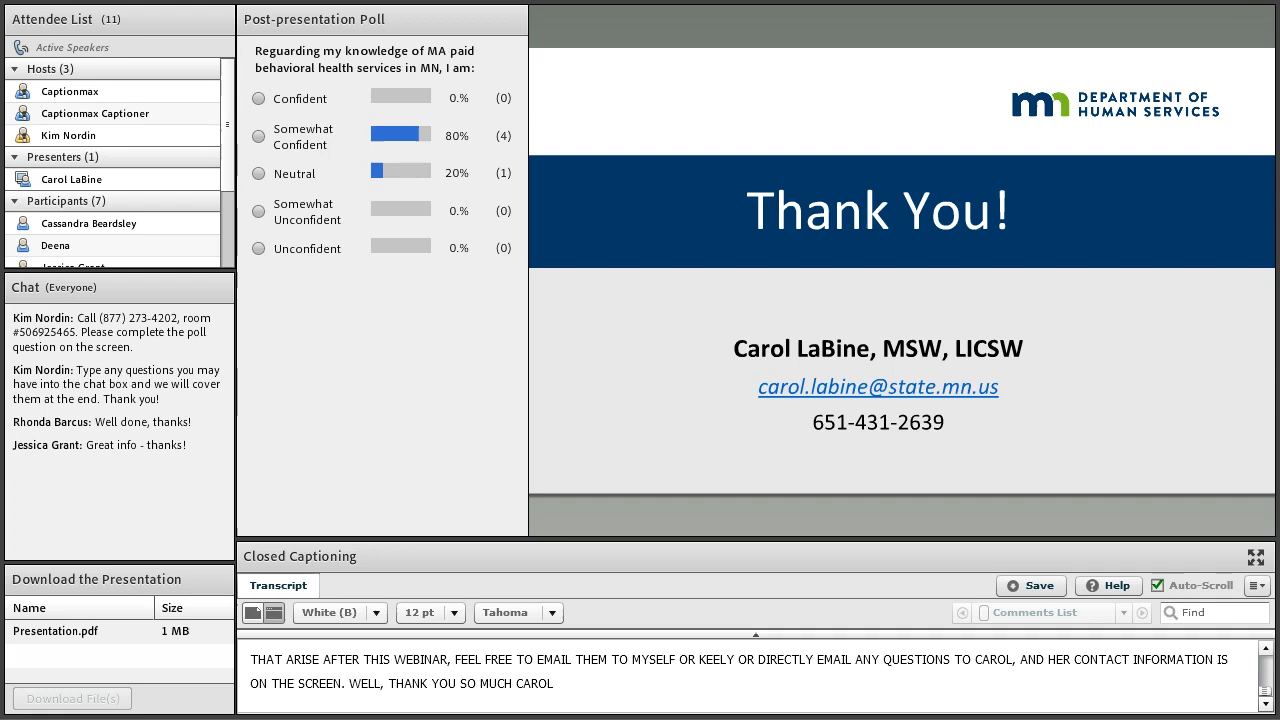 Attendee List (11)
Active Speakers
Hosts (3)
Captionmax
Captionmax Captioner
Kim Nordin
Presenters (1)
Carol LaBine
Participants (7)
Cassandra Beardsley
Deena
Jessica Grant
Chat (Everyone)
Kim Nordin: Call (877) 273-4202, room
#506925465. Please complete the poll
question on the screen.
Kim Nordin: Type any questions you may
have into the chat box and we will cover
them at the end. Thank you!
Rhonda Barcus: Well done, thanks!
Jessica Grant: Great info - thanks!
Download the Presentation
Name Size
Presentation.pdf 1 MB
Download File(s)
Post-presentation Poll
Reguarding my knowledge of MA paid
behavioral health services in MN, I am:
Confident 0.% (0)
Somewhat
Confident 80% (4)
Neutral 20% (1)
Somewhat
Unconfident 0.% (0)
Unconfident 0.% (0)
mn DEPARTMENT OF
HUMAN SERVICES
Thank You!
Carol LaBine, MSW, LICSW
carol.labine@state.mn.us
651-431-2639
Closed Captioning
Transcript Save Help Auto-Scroll
White (B) 12 pt Tahoma Comments List Find
THAT ARISE AFTER THIS WEBINAR, FEEL FREE TO EMAIL THEM TO MYSELF OR KEELY OR DIRECTLY EMAIL ANY QUESTIONS TO CAROL, AND HER CONTACT INFORMATION IS
ON THE SCREEN. WELL, THANK YOU SO MUCH CAROL